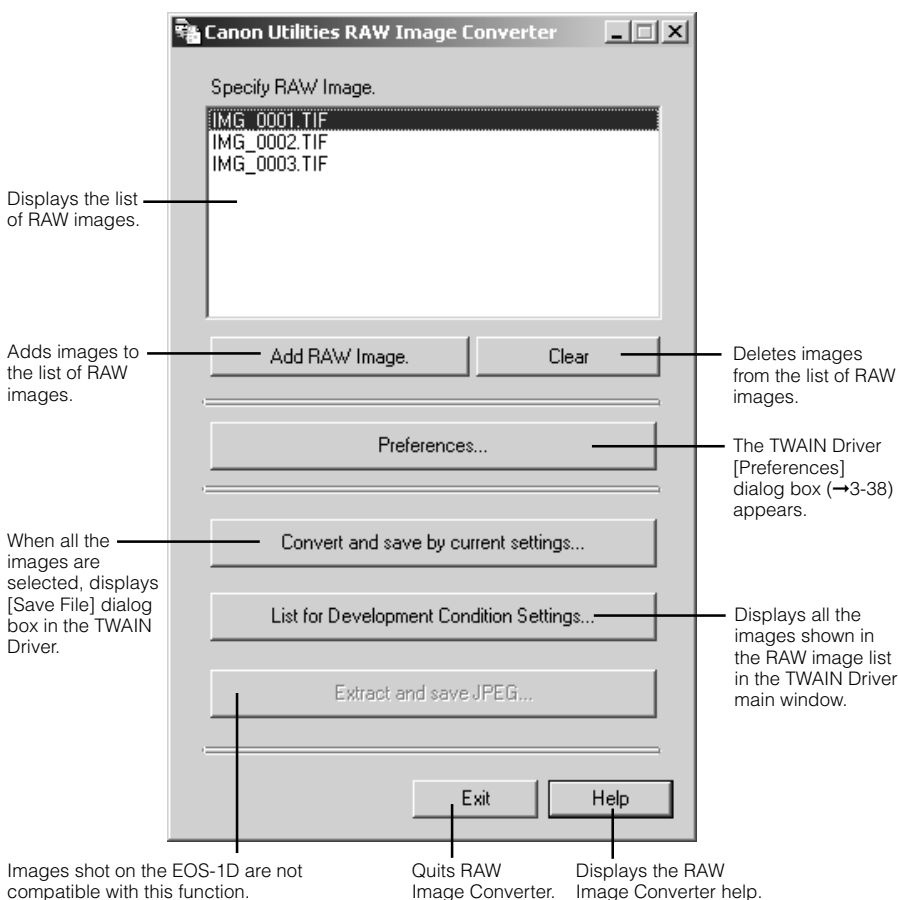 Canon Utilities RAW Image Converter
Specify RAW Image.
IMG_0001.TIF
IMG_0002.TIF
IMG_0003.TIF
Displays the list
of RAW images.
Adds images to
the list of RAW
images.
Add RAW Image.
Clear
Deletes images
from the list of RAW
images.
Preferences...
The TWAIN Driver
[Preferences]
dialog box (➞3-38)
appears.
When all the
images are
selected, displays
[Save File] dialog
box in the TWAIN
Driver.
Convert and save by current settings...
List for Development Condition Settings...
Displays all the
images shown in
the RAW image list
in the TWAIN Driver
main window.
Extract and save JPEG...
Exit
Help
Images shot on the EOS-1D are not
compatible with this function.
Quits RAW
Image Converter.
Displays the RAW
Image Converter help.